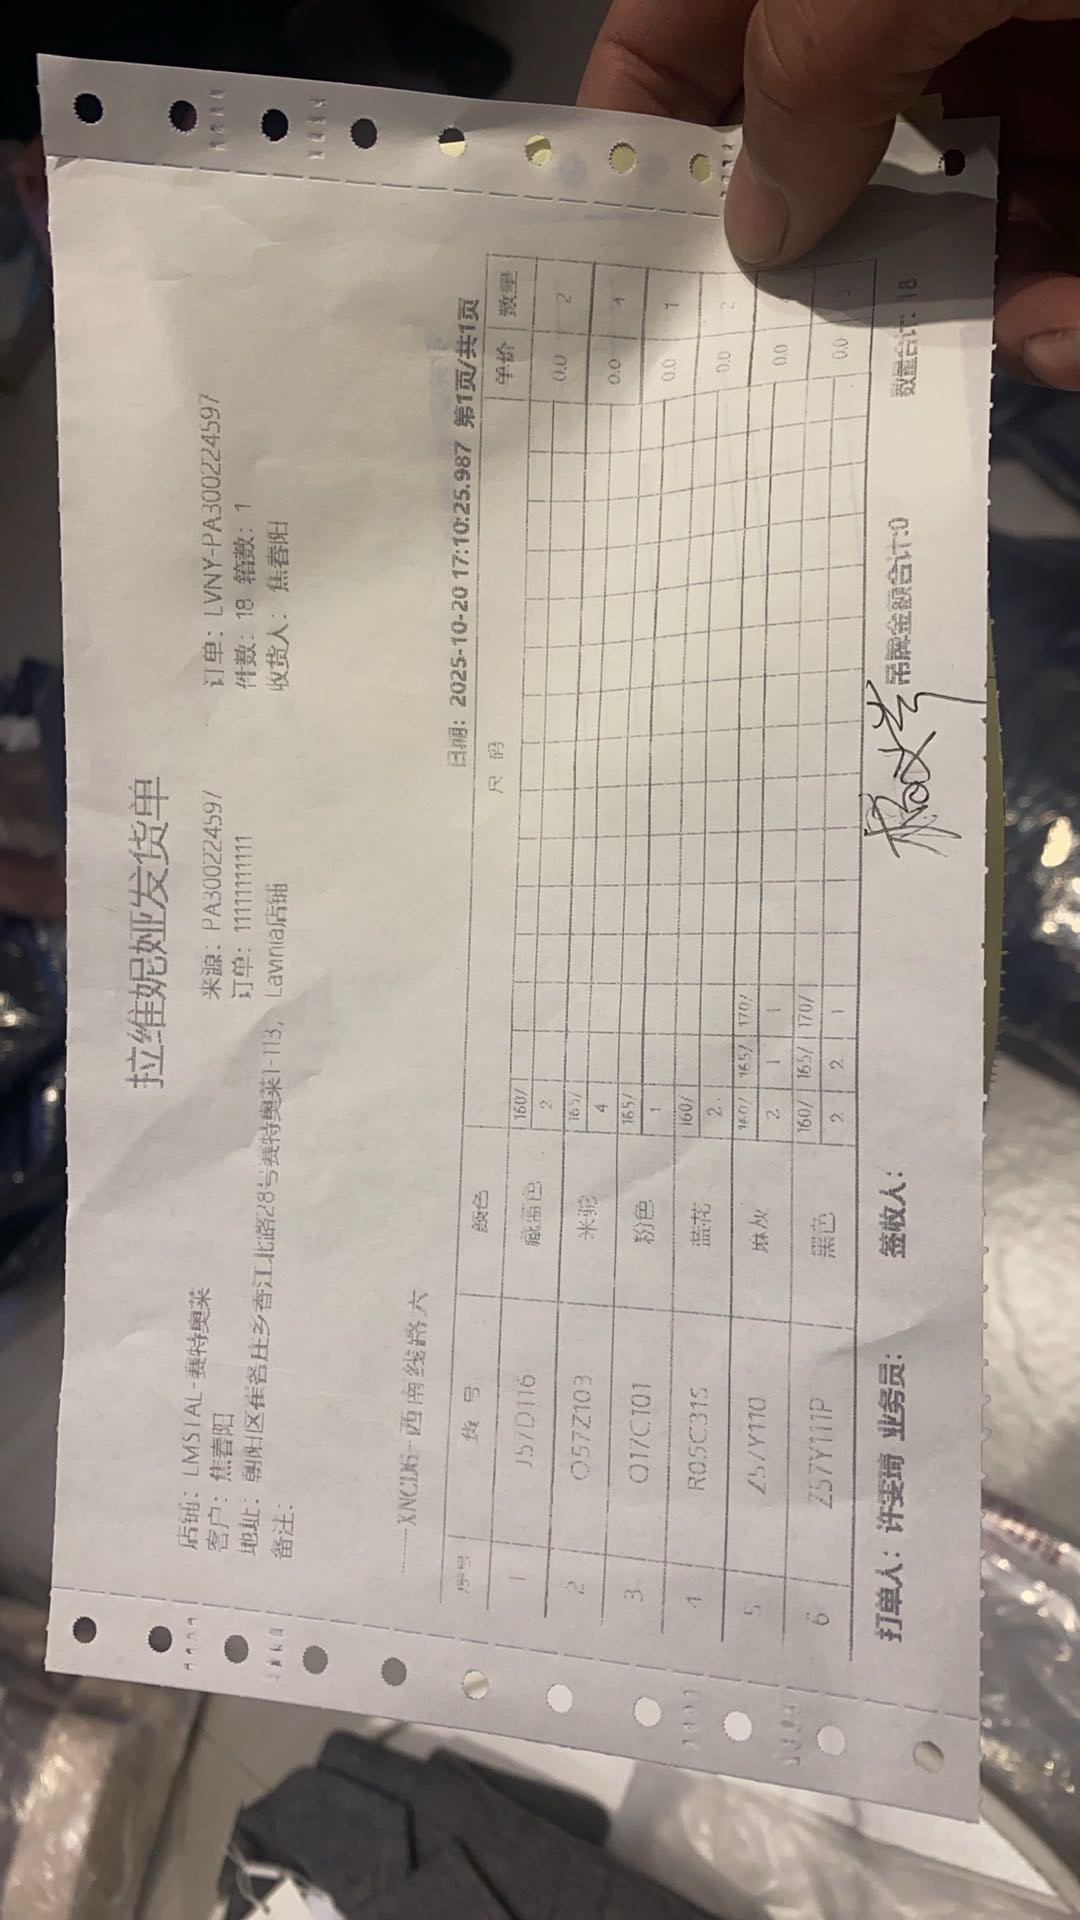 拉维妮娅发货单
店铺: LMSIAL-赛特奥莱 来源: PA300224597 订单: LVNY-PA300224597
客户: 焦春阳 订单: 11111111111 件数: 18 箱数: 1
地址: 朝阳区崔各庄乡香江北路28号赛特奥莱1-113, Lavinia店铺 收货人: 焦春阳
备注:
西南线路六 日期: 2025-10-20 17:10:25.987 第1页/共1页
序号 货 号 颜色 尺 码 单价 数量
160/
1 J57D116 藏蓝色 2 0.0 2
165/
2 O57Z103 米驼 4 0.0 4
165/
3 O17C101 粉色 1 0.0 1
160/
4 R05C31S 蓝花 2 0.0 2
160/ 165/ 170/
5 Z57Y110 麻灰 2 1 1 0.0
160/ 165/ 170/
6 Z57Y111P 黑色 2 2 1 0.0 5
打单人: 许雯琦 业务员: 签收人: 吊牌金额合计:0 数量合计: 18